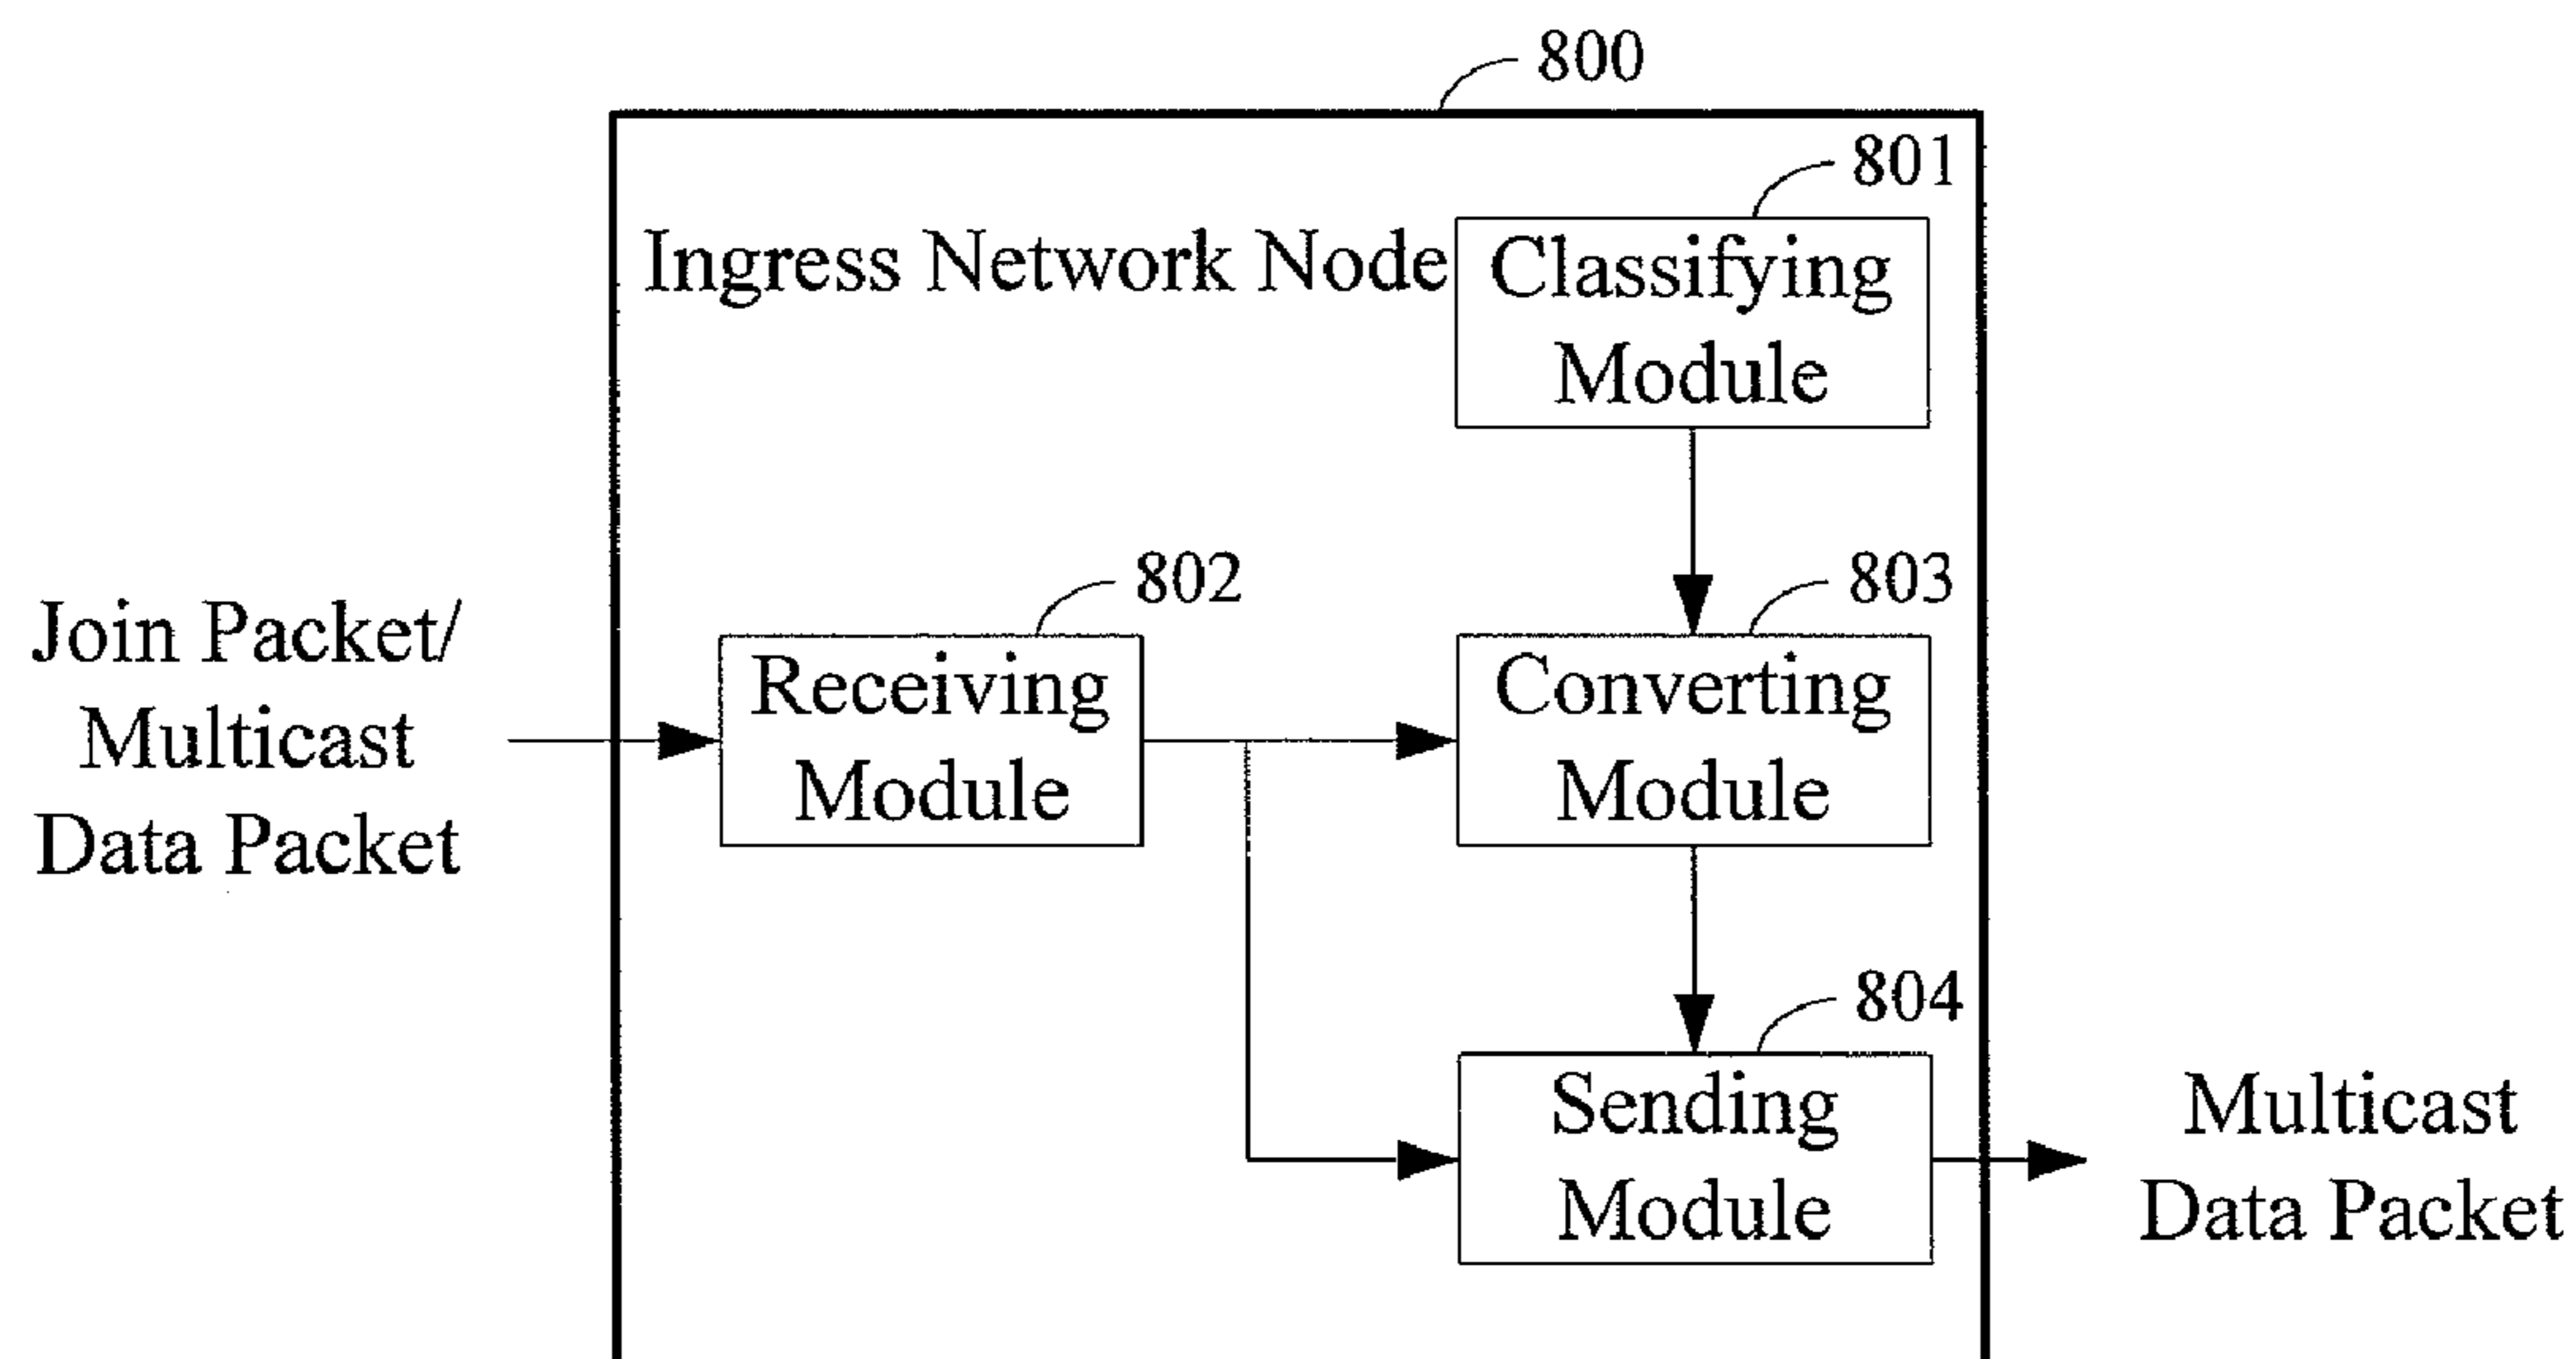 800
801
Ingress Network Node
Classifying
Module
802
803
Join Packet/
Multicast
Data Packet
Receiving
Module
Converting
Module
804
Sending
Module
Multicast
Data Packet